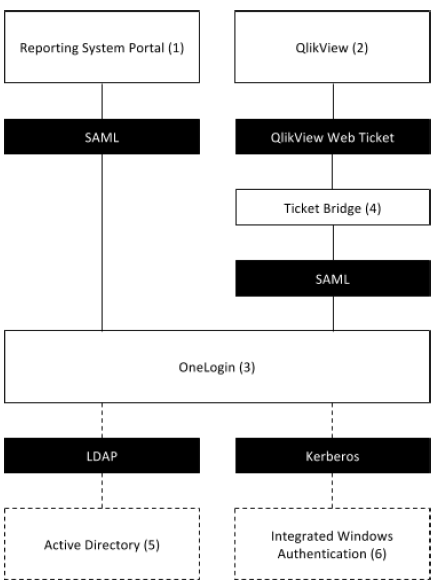 Reporting System Portal (1)
QlikView (2)
SAML
QlikView Web Ticket
Ticket Bridge (4)
SAML
OneLogin (3)
LDAP
Kerberos
Active Directory (5)
Integrated Windows
Authentication (6)